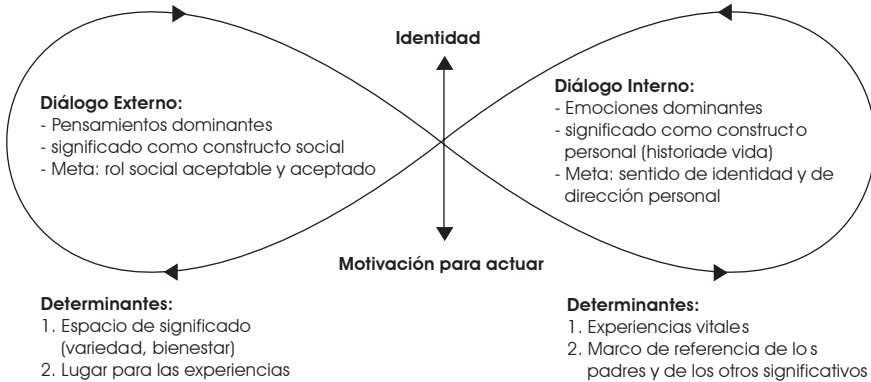 Identidad
Diálogo Externo:
- Pensamientos dominantes
- significado como constructo social
- Meta: rol social aceptable y aceptado
Diálogo Interno:
- Emociones dominantes
- significado como constructo
personal (historiade vida)
- Meta: sentido de identidad y de
dirección personal
Motivación para actuar
Determinantes:
1. Espacio de significado
(variedad, bienestar)
2. Lugar para las experiencias
Determinantes:
1. Experiencias vitales
2. Marco de referencia de los
padres y de los otros significativos